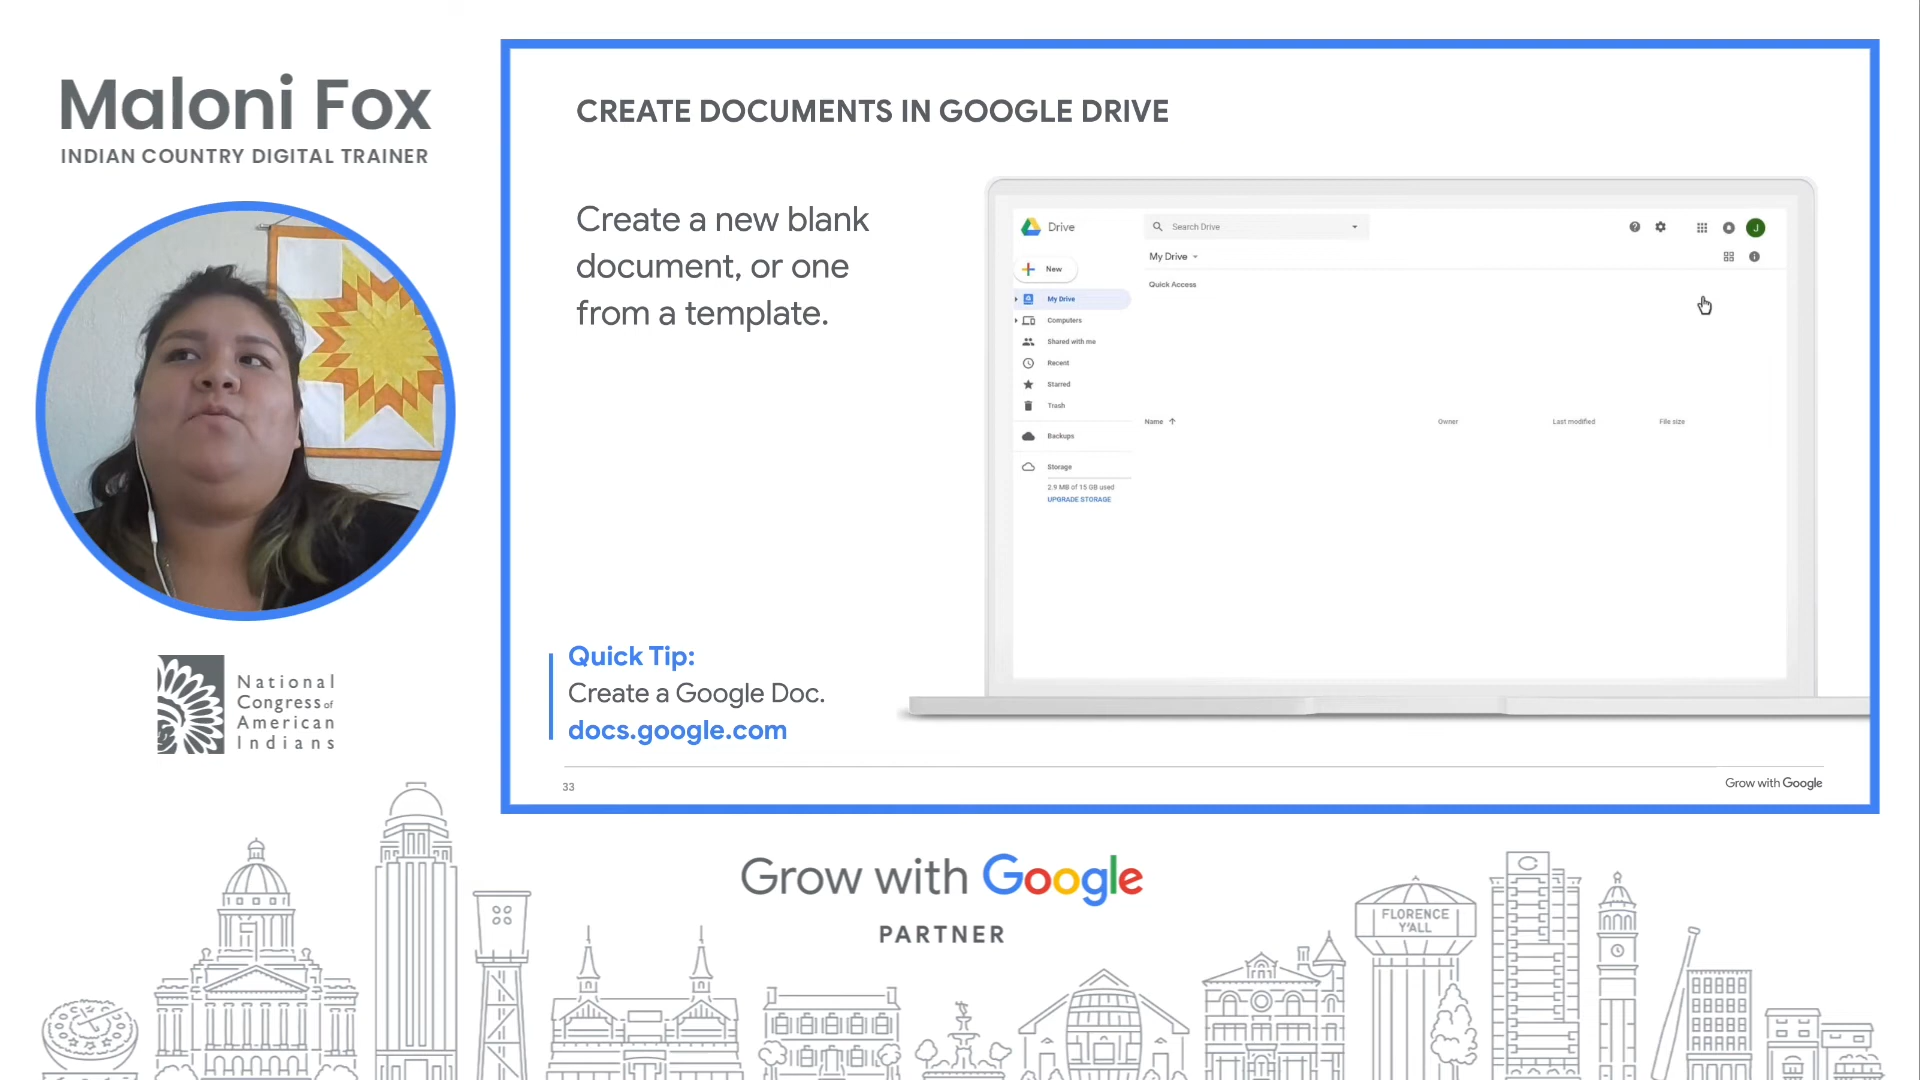 Maloni Fox
INDIAN COUNTRY DIGITAL TRAINER
National
Congress of
American
Indians
CREATE DOCUMENTS IN GOOGLE DRIVE
Create a new blank
document, or one
from a template.
Quick Tip:
Create a Google Doc.
docs.google.com
Drive
Search Drive
J
New
My Drive
Quick Access
My Drive
Computers
Shared with me
Recent
Starred
Trash
Name
Owner
Last modified
File size
Backups
Storage
2.9 MB of 15 GB used
UPGRADE STORAGE
33
Grow with Google
Grow with Google
PARTNER
FLORENCE
Y'ALL
C